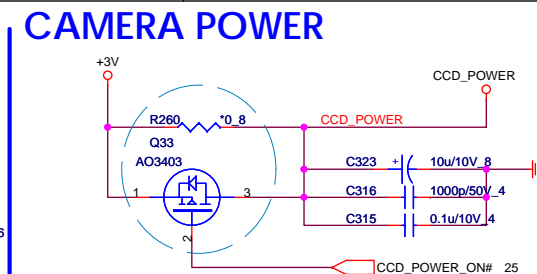 CAMERA POWER
+3V
CCD_POWER
R260 *0_8 CCD_POWER
Q33
AO3403
C323 + 10u/10V_8
1 3 C316 1000p/50V_4
C315 0.1u/10V_4
2
CCD_POWER_ON# 25